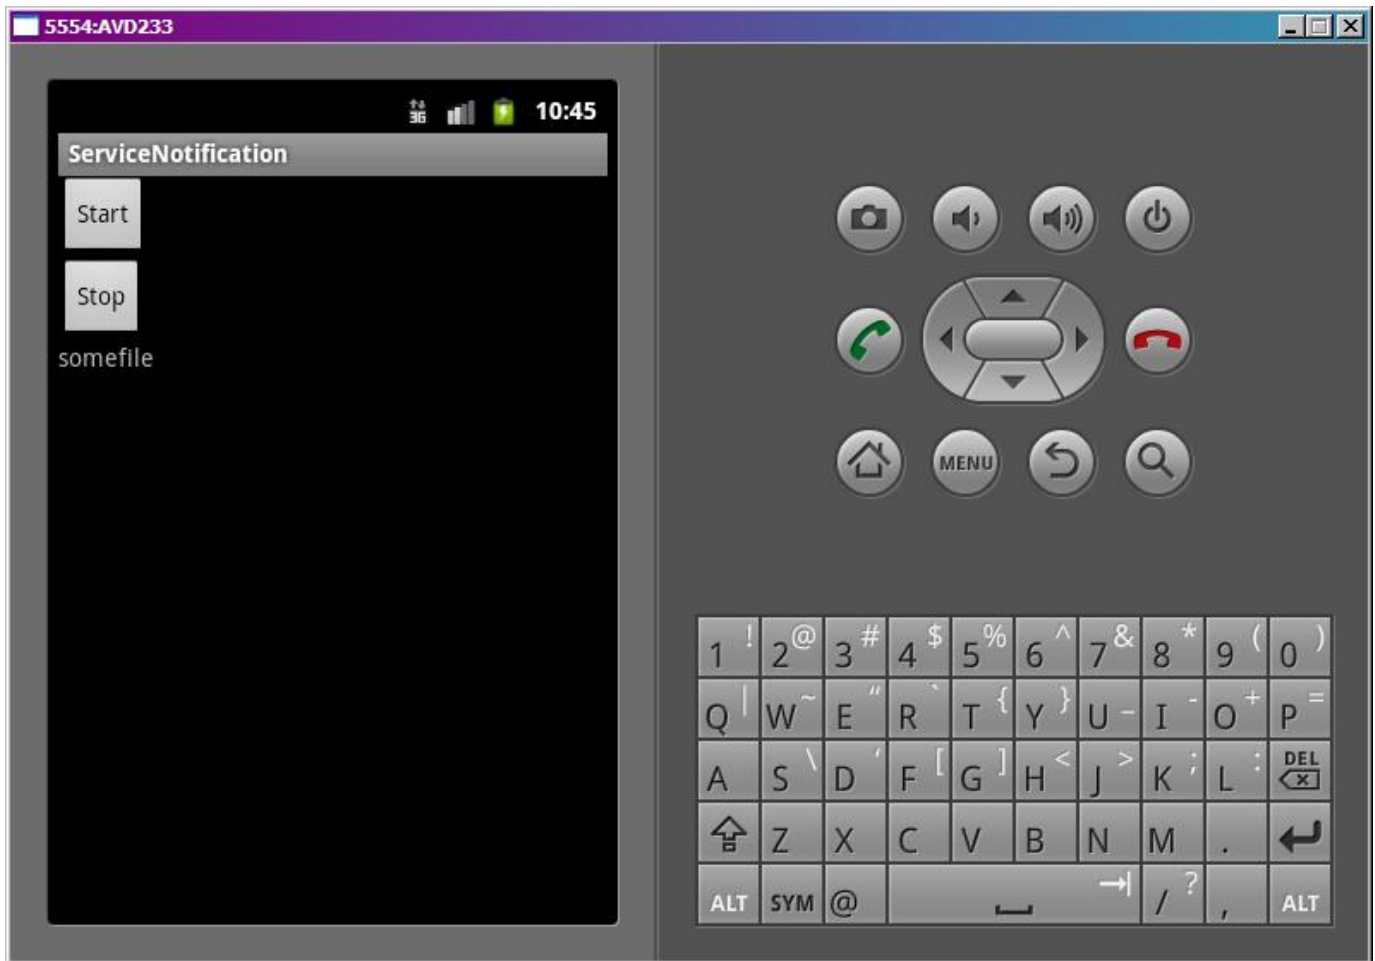 5554:AVD233
3G 10:45
ServiceNotification
Start
Stop
somefile
MENU
1 ! 2 @ 3 # 4 $ 5 % 6 ^ 7 & 8 * 9 ( 0 )
Q | W ~ E " R ` T { Y } U _ I - O + P =
A S \ D ' F [ G ] H < J > K ; L : DEL
Z X C V B N M .
ALT SYM @ / ? , ALT